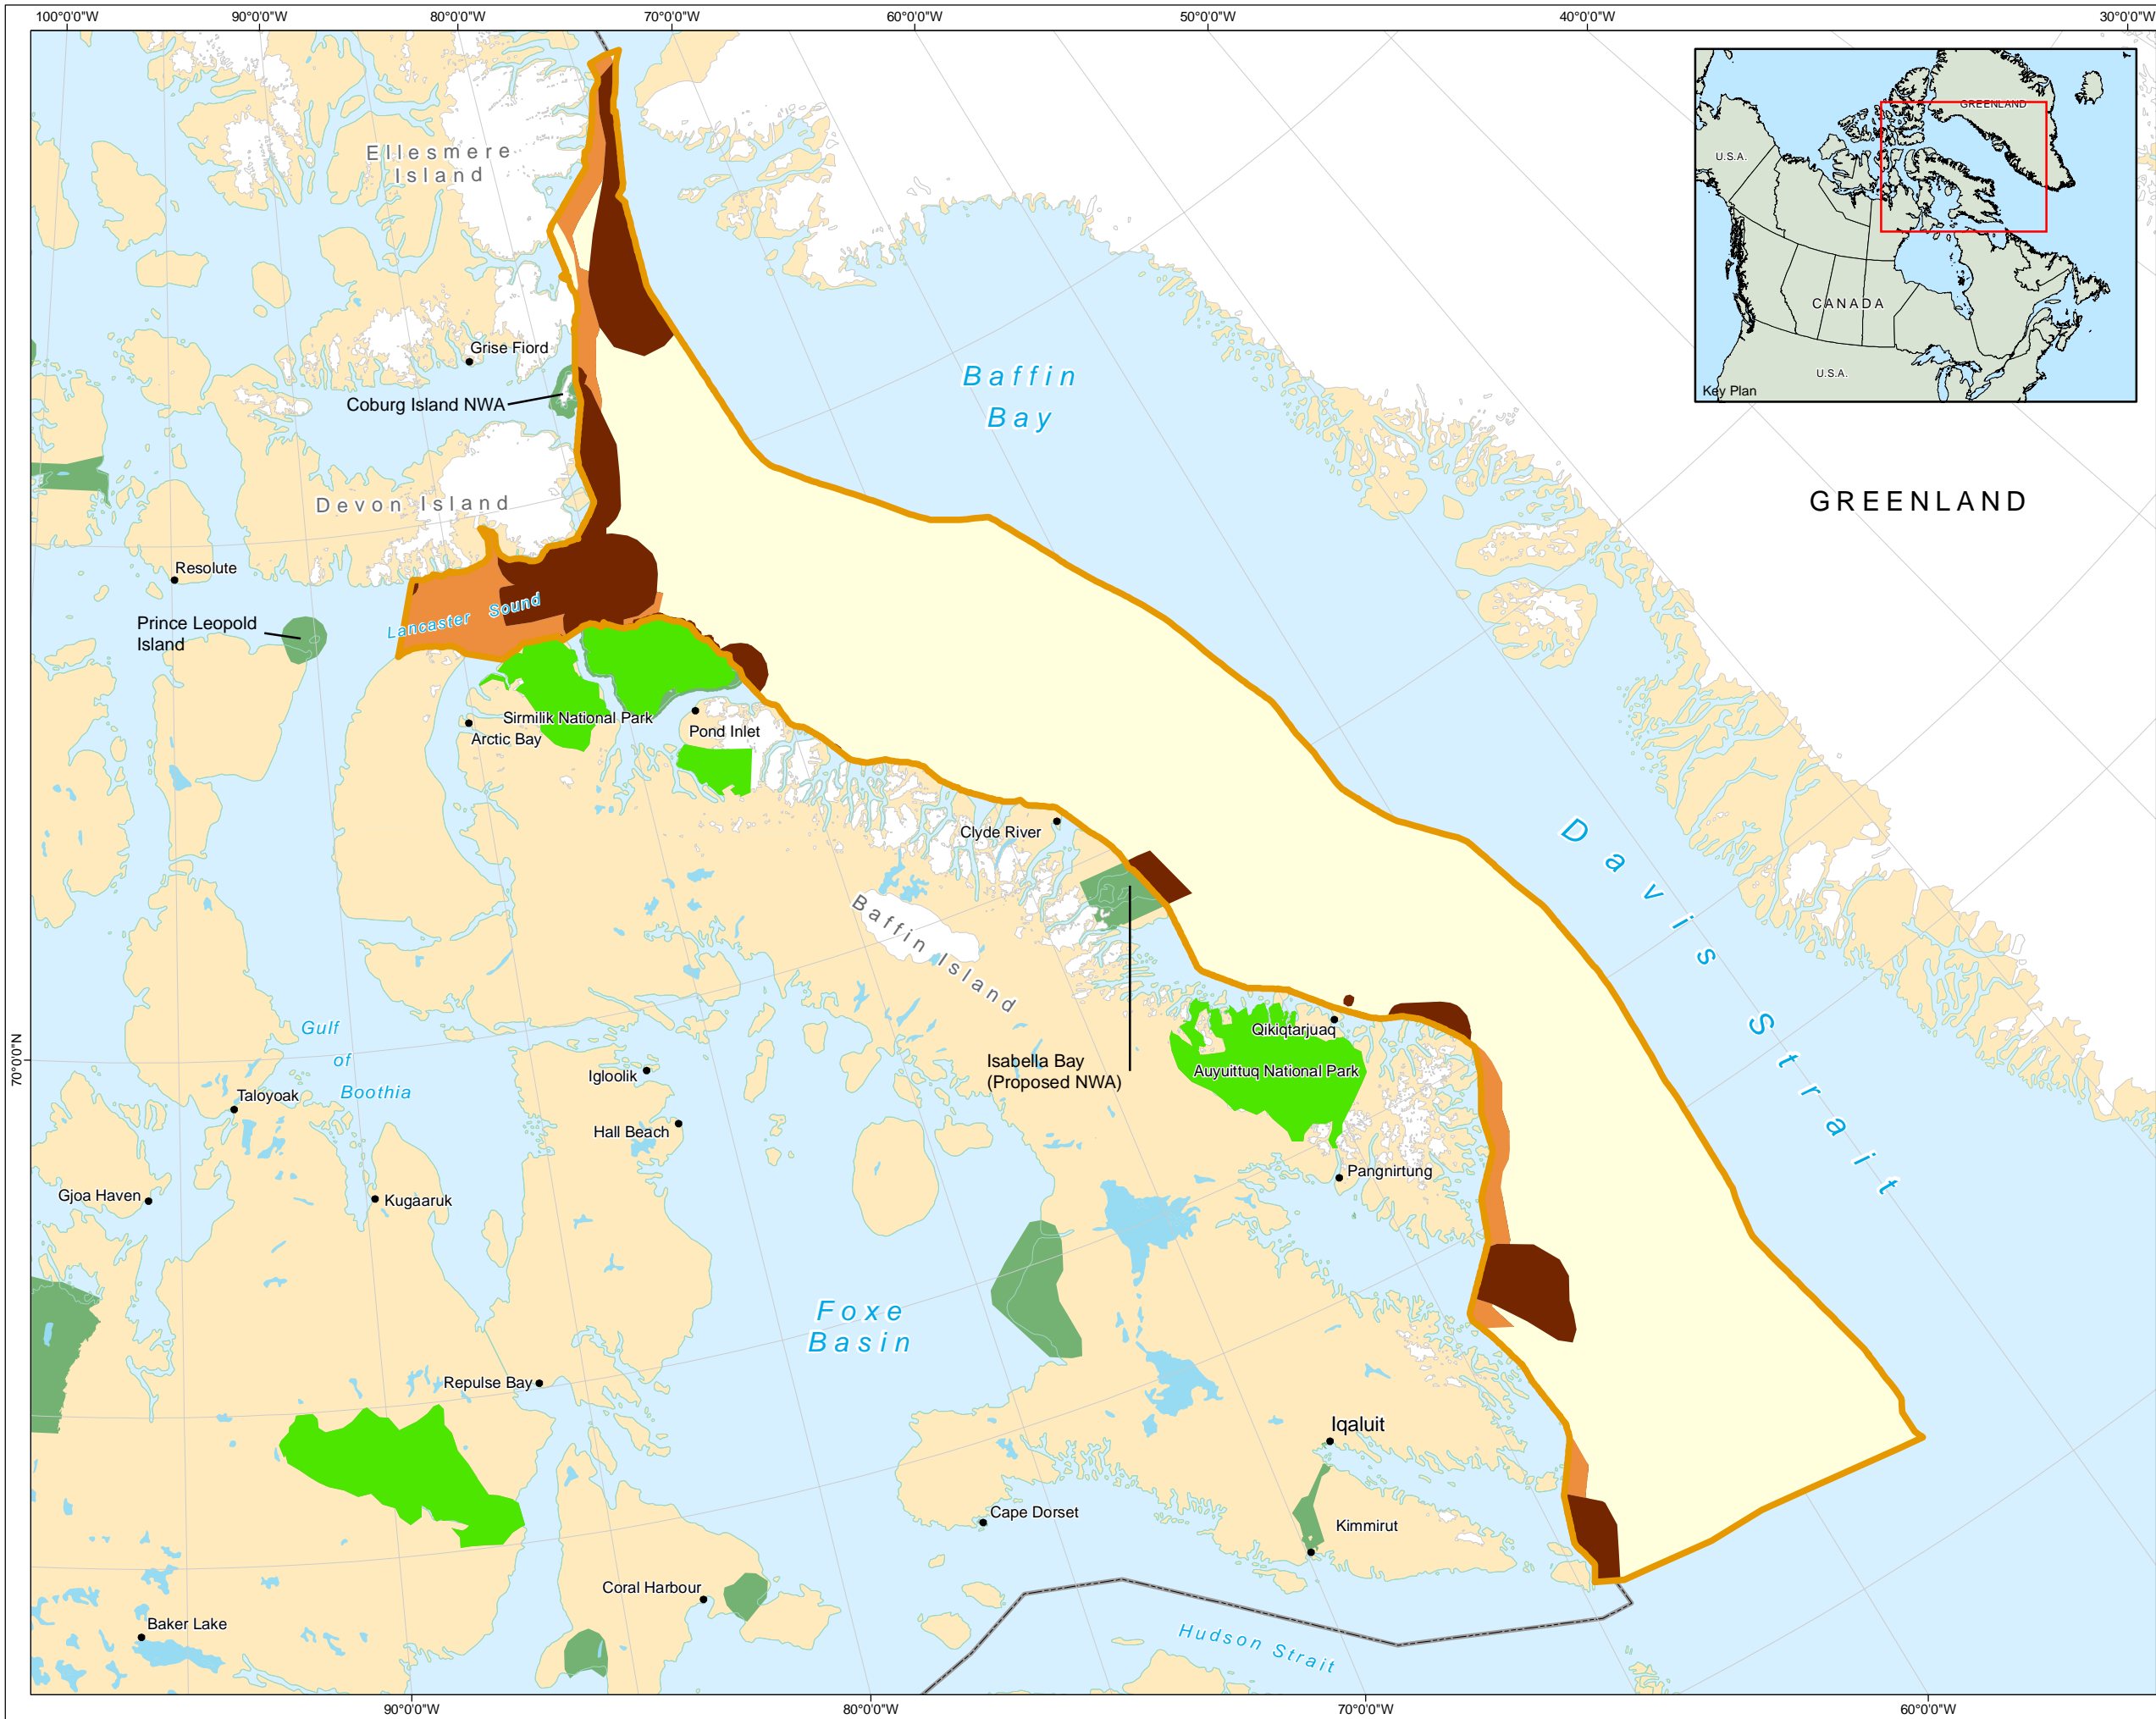 100°0'0"W
90°0'0"W
80°0'0"W
70°0'0"W
60°0'0"W
50°0'0"W
40°0'0"W
30°0'0"W
GREENLAND
U.S.A.
CANADA
U.S.A.
Key Plan
Ellesmere
Island
Grise Fiord
Coburg Island NWA
Baffin
Bay
GREENLAND
Devon Island
Resolute
Lancaster Sound
Prince Leopold
Island
Sirmilik National Park
Arctic Bay
Pond Inlet
Clyde River
Davis Strait
Baffin Island
Gulf
of
Boothia
Qikiqtarjuaq
Auyuittuq National Park
Isabella Bay
(Proposed NWA)
70°0'0"N
Igloolik
Taloyoak
Hall Beach
Pangnirtung
Gjoa Haven
Kugaaruk
Foxe
Basin
Repulse Bay
Iqaluit
Cape Dorset
Kimmirut
Coral Harbour
Baker Lake
Hudson Strait
90°0'0"W
80°0'0"W
70°0'0"W
60°0'0"W